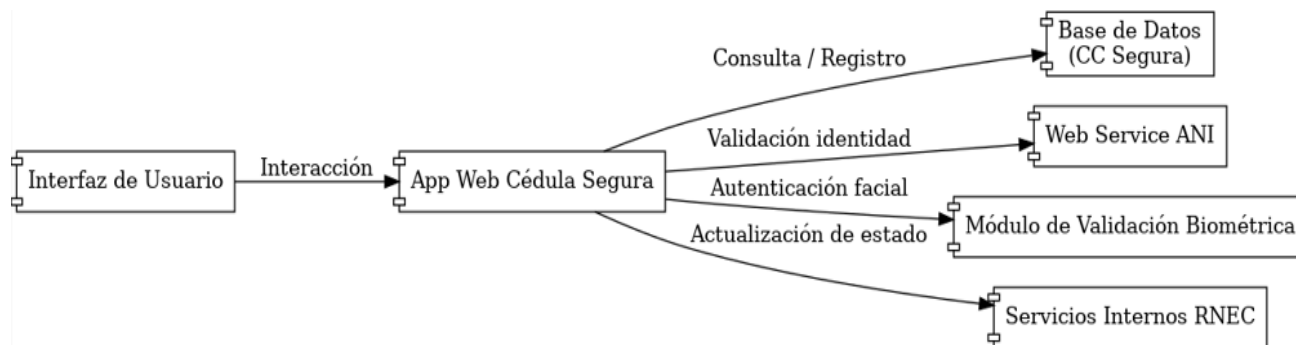 Interfaz de Usuario
Interacción
App Web Cédula Segura
Consulta / Registro
Base de Datos
(CC Segura)
Validación identidad
Web Service ANI
Autenticación facial
Módulo de Validación Biométrica
Actualización de estado
Servicios Internos RNEC